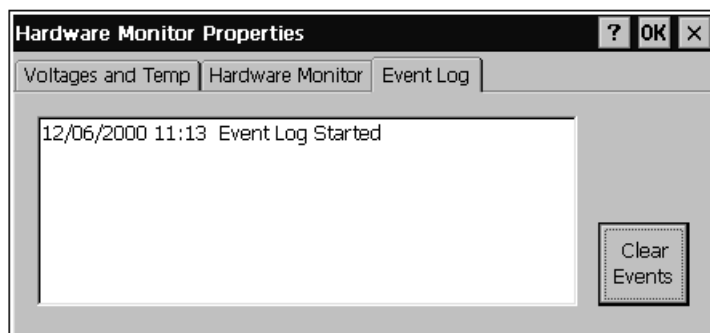 Hardware Monitor Properties ? OK ×
Voltages and Temp Hardware Monitor Event Log
12/06/2000 11:13 Event Log Started
Clear
Events